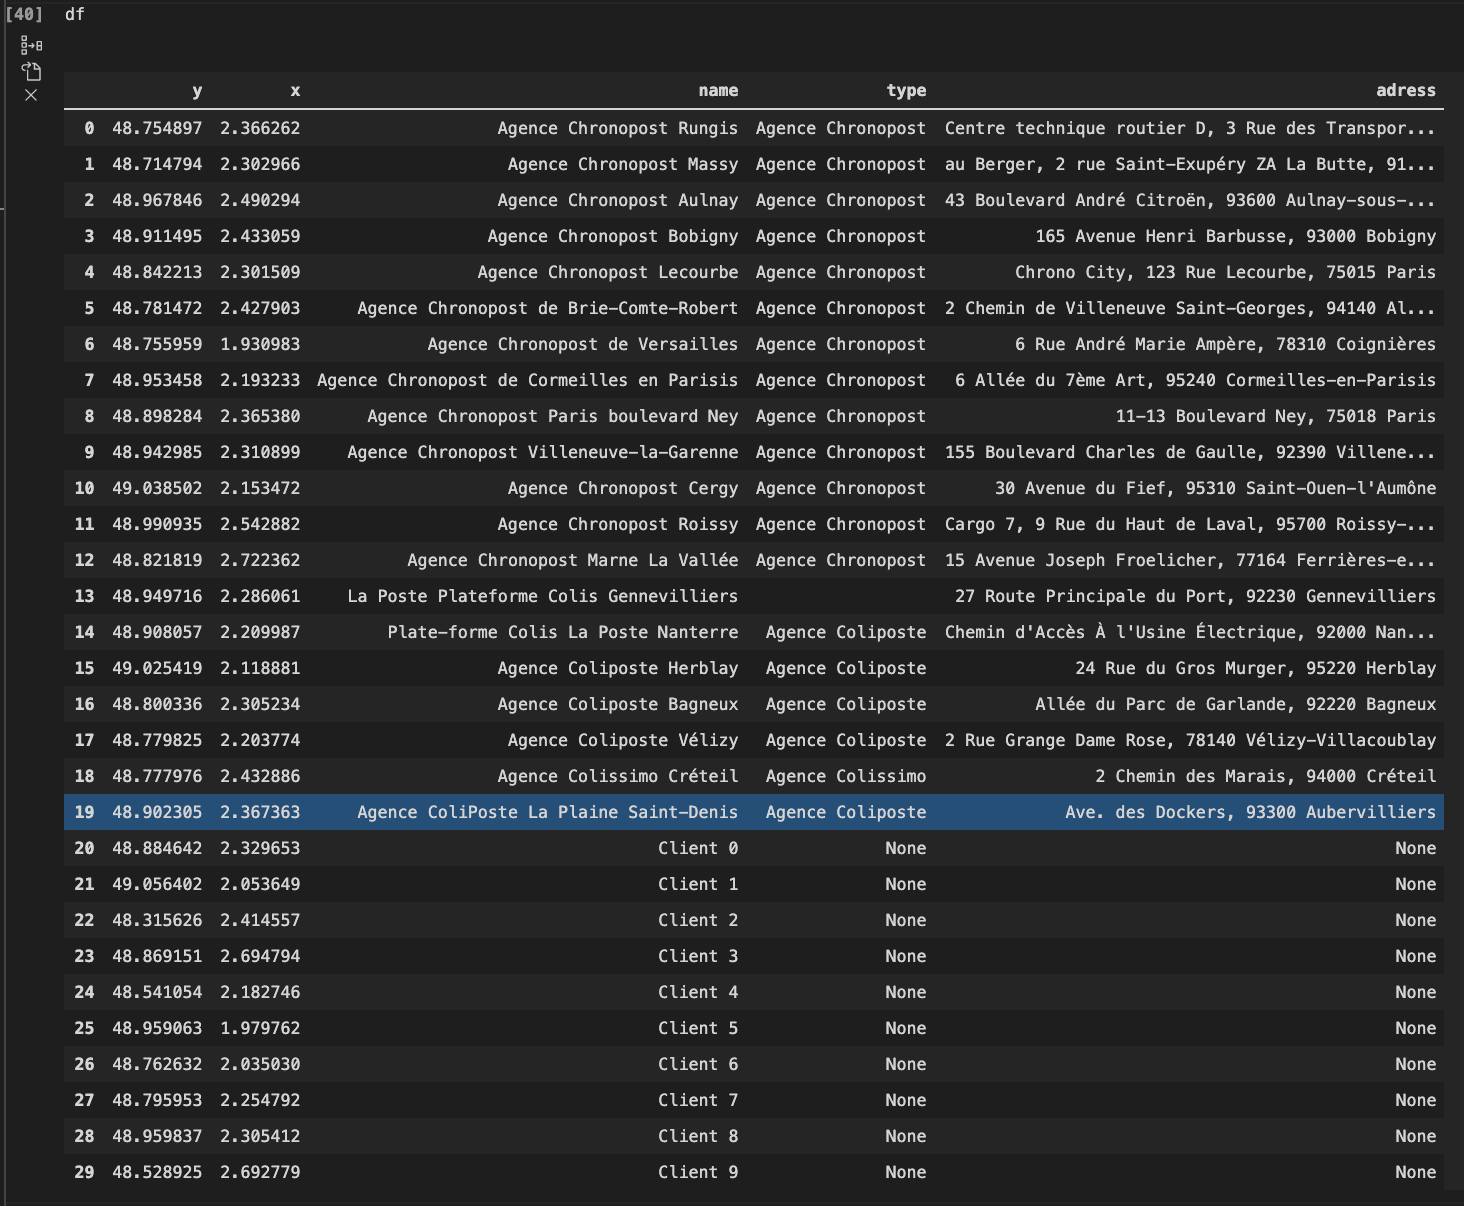 [40] df
y x name type adress
0 48.754897 2.366262 Agence Chronopost Rungis Agence Chronopost Centre technique routier D, 3 Rue des Transpor...
1 48.714794 2.302966 Agence Chronopost Massy Agence Chronopost au Berger, 2 rue Saint-Exupéry ZA La Butte, 91...
2 48.967846 2.490294 Agence Chronopost Aulnay Agence Chronopost 43 Boulevard André Citroën, 93600 Aulnay-sous-...
3 48.911495 2.433059 Agence Chronopost Bobigny Agence Chronopost 165 Avenue Henri Barbusse, 93000 Bobigny
4 48.842213 2.301509 Agence Chronopost Lecourbe Agence Chronopost Chrono City, 123 Rue Lecourbe, 75015 Paris
5 48.781472 2.427903 Agence Chronopost de Brie-Comte-Robert Agence Chronopost 2 Chemin de Villeneuve Saint-Georges, 94140 Al...
6 48.755959 1.930983 Agence Chronopost de Versailles Agence Chronopost 6 Rue André Marie Ampère, 78310 Coignières
7 48.953458 2.193233 Agence Chronopost de Cormeilles en Parisis Agence Chronopost 6 Allée du 7ème Art, 95240 Cormeilles-en-Parisis
8 48.898284 2.365380 Agence Chronopost Paris boulevard Ney Agence Chronopost 11-13 Boulevard Ney, 75018 Paris
9 48.942985 2.310899 Agence Chronopost Villeneuve-la-Garenne Agence Chronopost 155 Boulevard Charles de Gaulle, 92390 Villene...
10 49.038502 2.153472 Agence Chronopost Cergy Agence Chronopost 30 Avenue du Fief, 95310 Saint-Ouen-l'Aumône
11 48.990935 2.542882 Agence Chronopost Roissy Agence Chronopost Cargo 7, 9 Rue du Haut de Laval, 95700 Roissy-...
12 48.821819 2.722362 Agence Chronopost Marne La Vallée Agence Chronopost 15 Avenue Joseph Froelicher, 77164 Ferrières-e...
13 48.949716 2.286061 La Poste Plateforme Colis Gennevilliers 27 Route Principale du Port, 92230 Gennevilliers
14 48.908057 2.209987 Plate-forme Colis La Poste Nanterre Agence Coliposte Chemin d'Accès À l'Usine Électrique, 92000 Nan...
15 49.025419 2.118881 Agence Coliposte Herblay Agence Coliposte 24 Rue du Gros Murger, 95220 Herblay
16 48.800336 2.305234 Agence Coliposte Bagneux Agence Coliposte Allée du Parc de Garlande, 92220 Bagneux
17 48.779825 2.203774 Agence Coliposte Vélizy Agence Coliposte 2 Rue Grange Dame Rose, 78140 Vélizy-Villacoublay
18 48.777976 2.432886 Agence Colissimo Créteil Agence Colissimo 2 Chemin des Marais, 94000 Créteil
19 48.902305 2.367363 Agence ColiPoste La Plaine Saint-Denis Agence Coliposte Ave. des Dockers, 93300 Aubervilliers
20 48.884642 2.329653 Client 0 None None
21 49.056402 2.053649 Client 1 None None
22 48.315626 2.414557 Client 2 None None
23 48.869151 2.694794 Client 3 None None
24 48.541054 2.182746 Client 4 None None
25 48.959063 1.979762 Client 5 None None
26 48.762632 2.035030 Client 6 None None
27 48.795953 2.254792 Client 7 None None
28 48.959837 2.305412 Client 8 None None
29 48.528925 2.692779 Client 9 None None